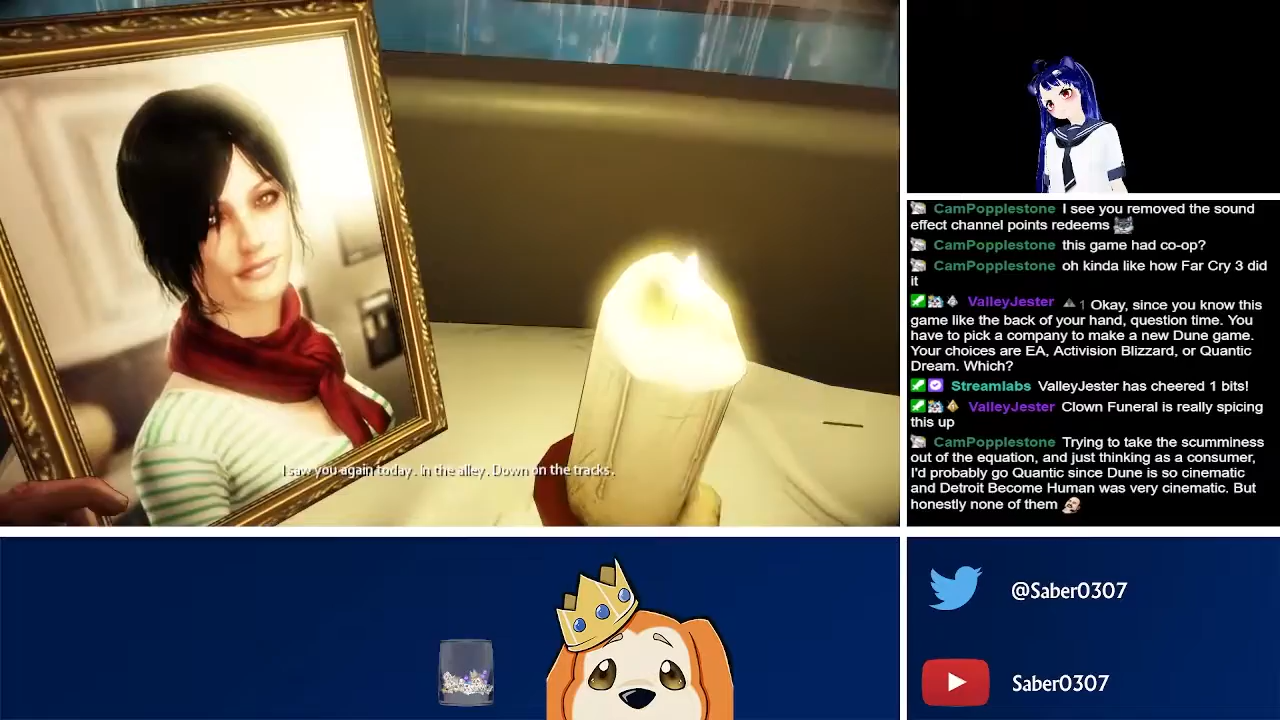 I saw you again today. In the alley. Down on the tracks.
CamPopplestone I see you removed the sound
effect channel points redeems
CamPopplestone this game had co-op?
CamPopplestone oh kinda like how Far Cry 3 did
it
ValleyJester 1 Okay, since you know this
game like the back of your hand, question time. You
have to pick a company to make a new Dune game.
Your choices are EA, Activision Blizzard, or Quantic
Dream. Which?
Streamlabs ValleyJester has cheered 1 bits!
ValleyJester Clown Funeral is really spicing
this up
CamPopplestone Trying to take the scumminess
out of the equation, and just thinking as a consumer,
I'd probably go Quantic since Dune is so cinematic
and Detroit Become Human was very cinematic. But
honestly none of them
@Saber0307
Saber0307